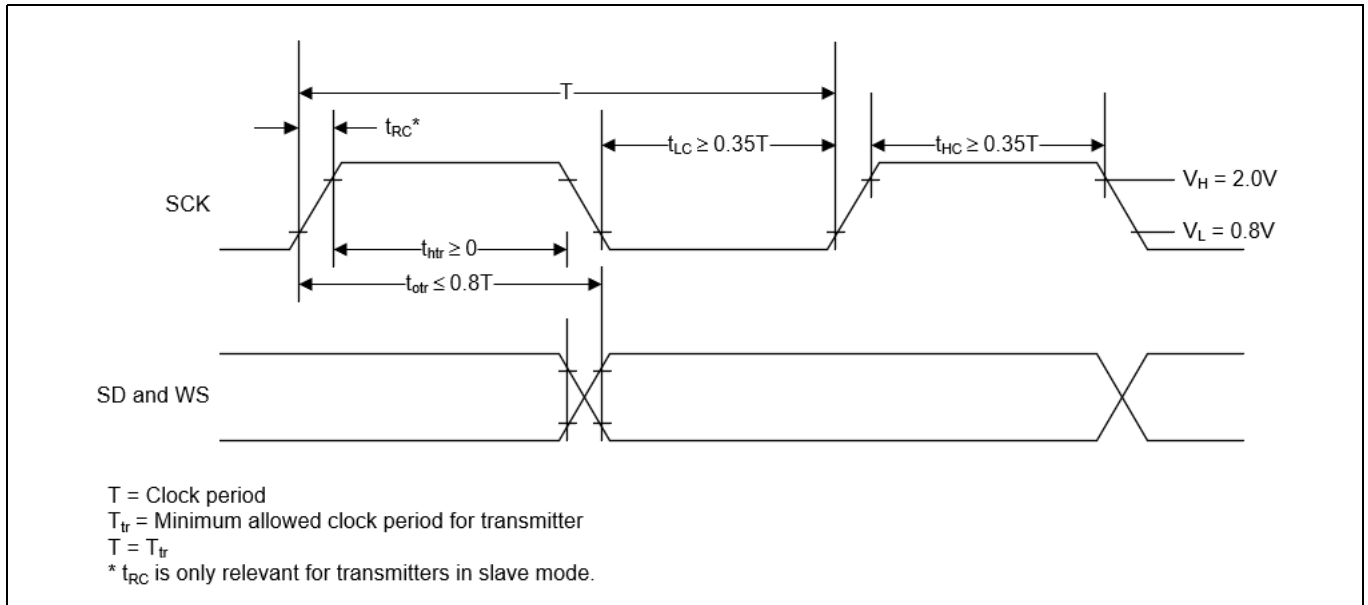 T
tRC*
tLC ≥ 0.35T
tHC ≥ 0.35T
SCK
VH = 2.0V
VL = 0.8V
thtr ≥ 0
totr ≤ 0.8T
SD and WS
T = Clock period
Ttr = Minimum allowed clock period for transmitter
T = Ttr
* tRC is only relevant for transmitters in slave mode.